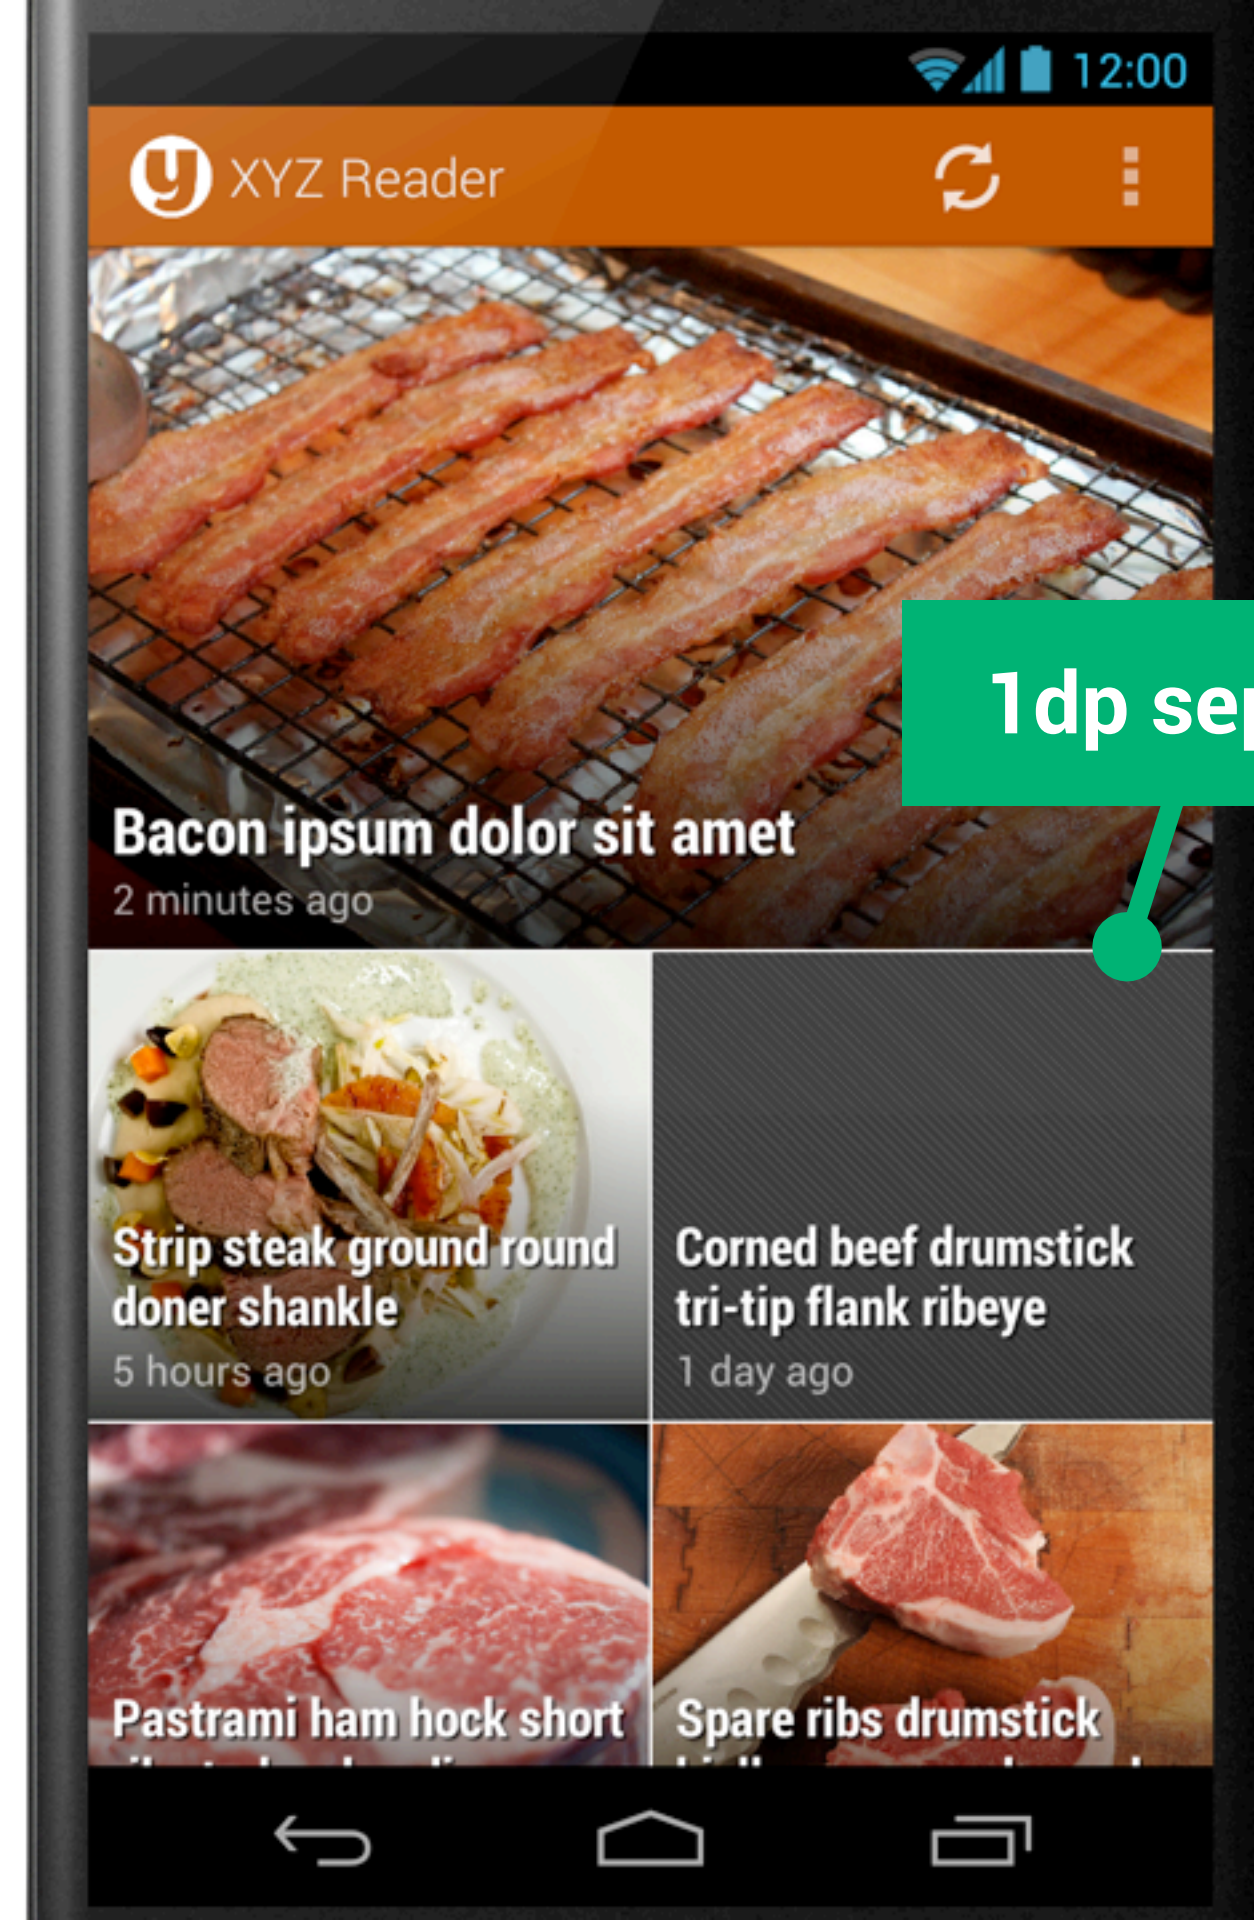 12:00
y XYZ Reader
1dp
Bacon ipsum dolor sit amet
2 minutes ago
Strip steak ground round
doner shankle
5 hours ago
Corned beef drumstick
tri-tip flank ribeye
1 day ago
Pastrami ham hock short
Spare ribs drumstick